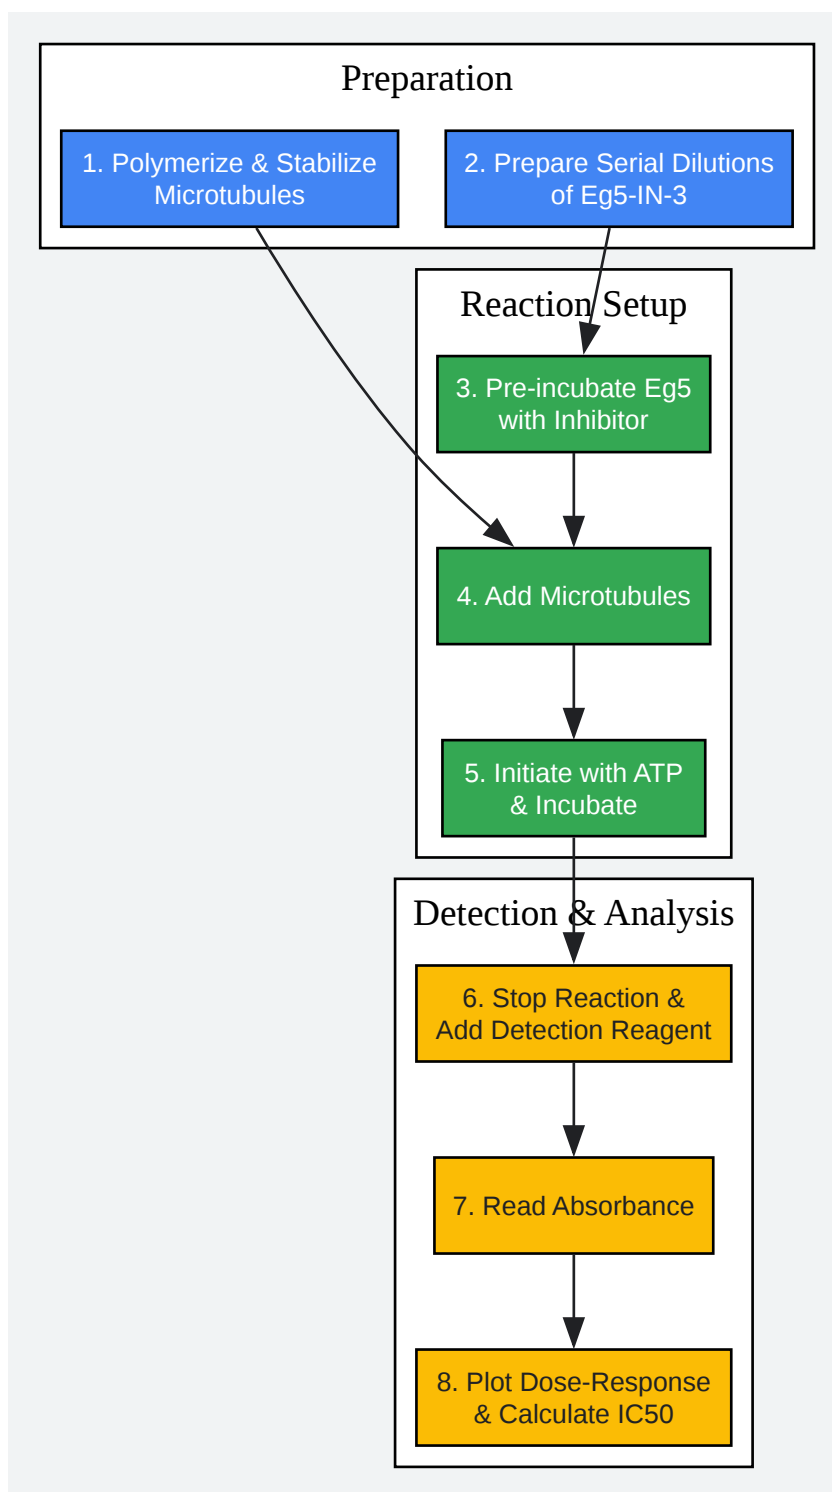 Preparation
1. Polymerize & Stabilize
Microtubules
2. Prepare Serial Dilutions
of Eg5-IN-3
Reaction Setup
3. Pre-incubate Eg5
with Inhibitor
4. Add Microtubules
5. Initiate with ATP
& Incubate
Detection & Analysis
6. Stop Reaction &
Add Detection Reagent
7. Read Absorbance
8. Plot Dose-Response
& Calculate IC50